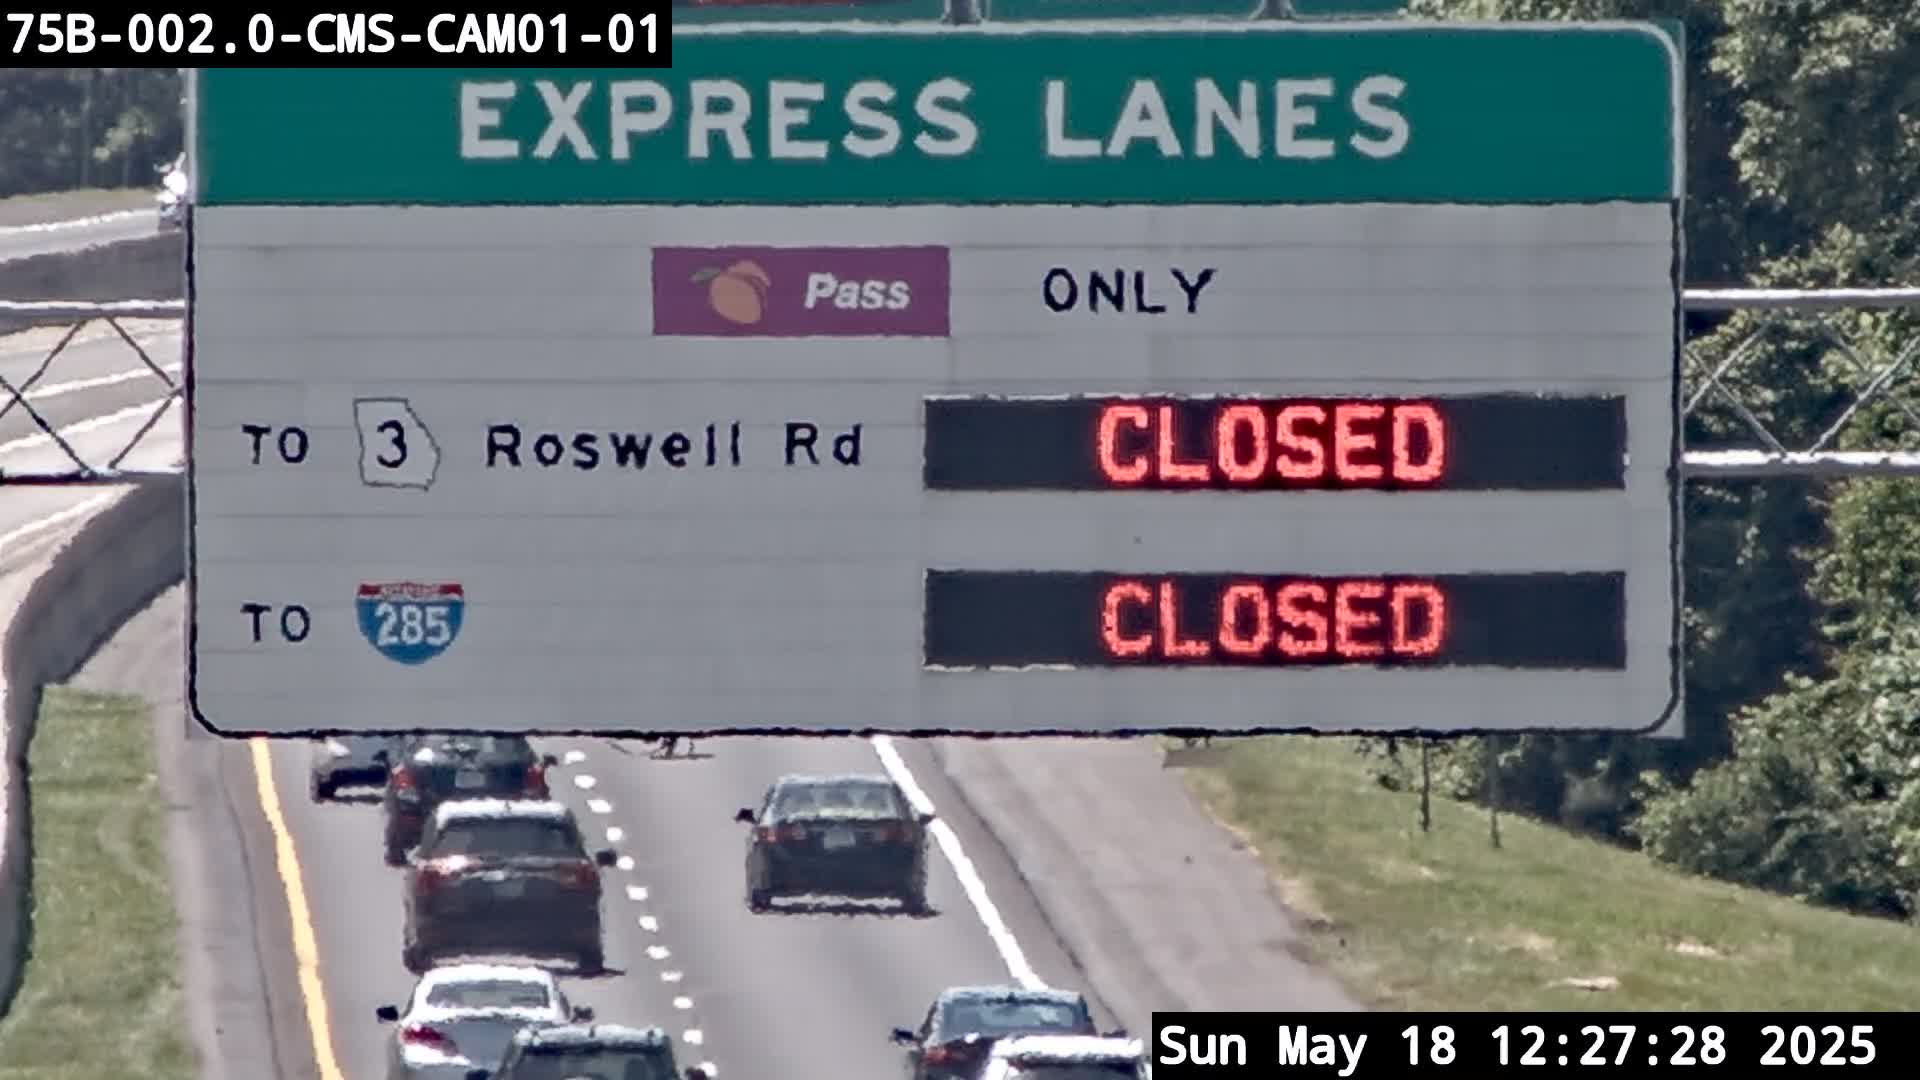 75B-002.0-CMS-CAM01-01
EXPRESS LANES
Pass ONLY
TO 3 Roswell Rd CLOSED
TO 285 CLOSED
Sun May 18 12:27:28 2025